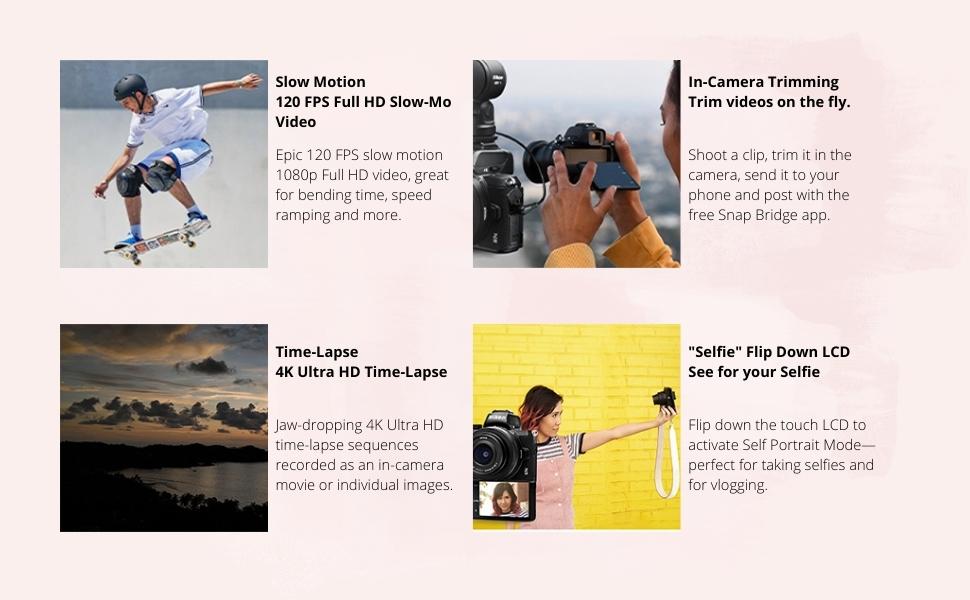 Slow Motion
120 FPS Full HD Slow-Mo
Video
Epic 120 FPS slow motion
1080p Full HD video, great
for bending time, speed
ramping and more.
In-Camera Trimming
Trim videos on the fly.
Shoot a clip, trim it in the
camera, send it to your
phone and post with the
free Snap Bridge app.
Time-Lapse
4K Ultra HD Time-Lapse
Jaw-dropping 4K Ultra HD
time-lapse sequences
recorded as an in-camera
movie or individual images.
"Selfie" Flip Down LCD
See for your Selfie
Flip down the touch LCD to
activate Self Portrait Mode—
perfect for taking selfies and
for vlogging.
Nikon